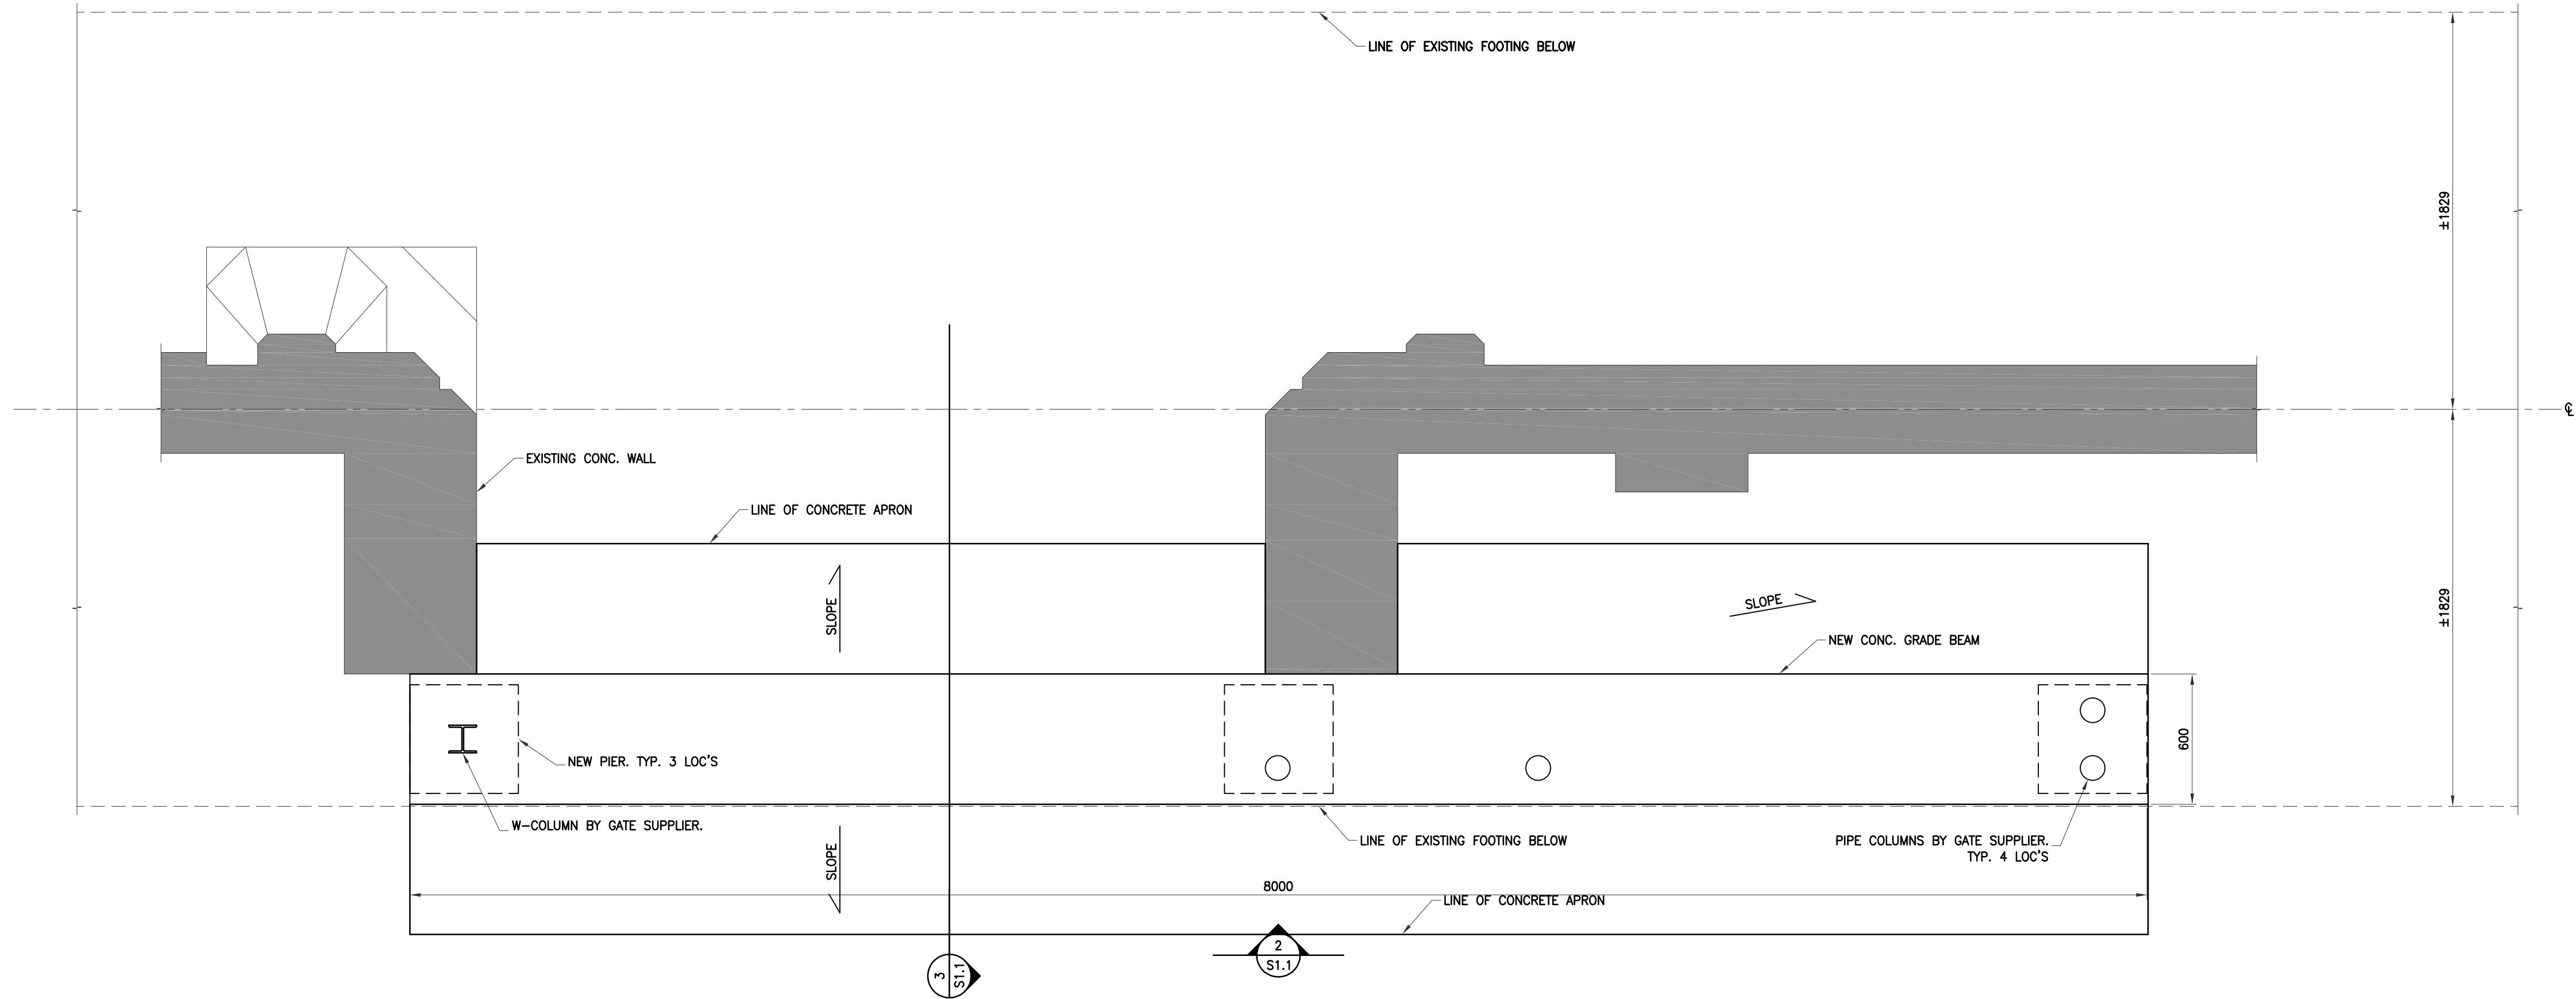 LINE OF EXISTING FOOTING BELOW
±1829
℄
EXISTING CONC. WALL
LINE OF CONCRETE APRON
SLOPE
SLOPE
±1829
NEW CONC. GRADE BEAM
600
NEW PIER. TYP. 3 LOC'S
W-COLUMN BY GATE SUPPLIER.
SLOPE
LINE OF EXISTING FOOTING BELOW
PIPE COLUMNS BY GATE SUPPLIER.
TYP. 4 LOC'S
8000
LINE OF CONCRETE APRON
3
S1.1
2
S1.1